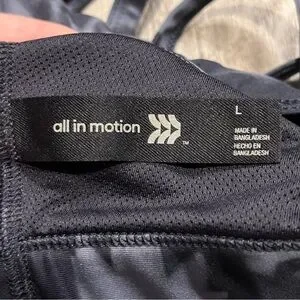 all in motion
TM
L
MADE IN
BANGLADESH
HECHO EN
BANGLADESH